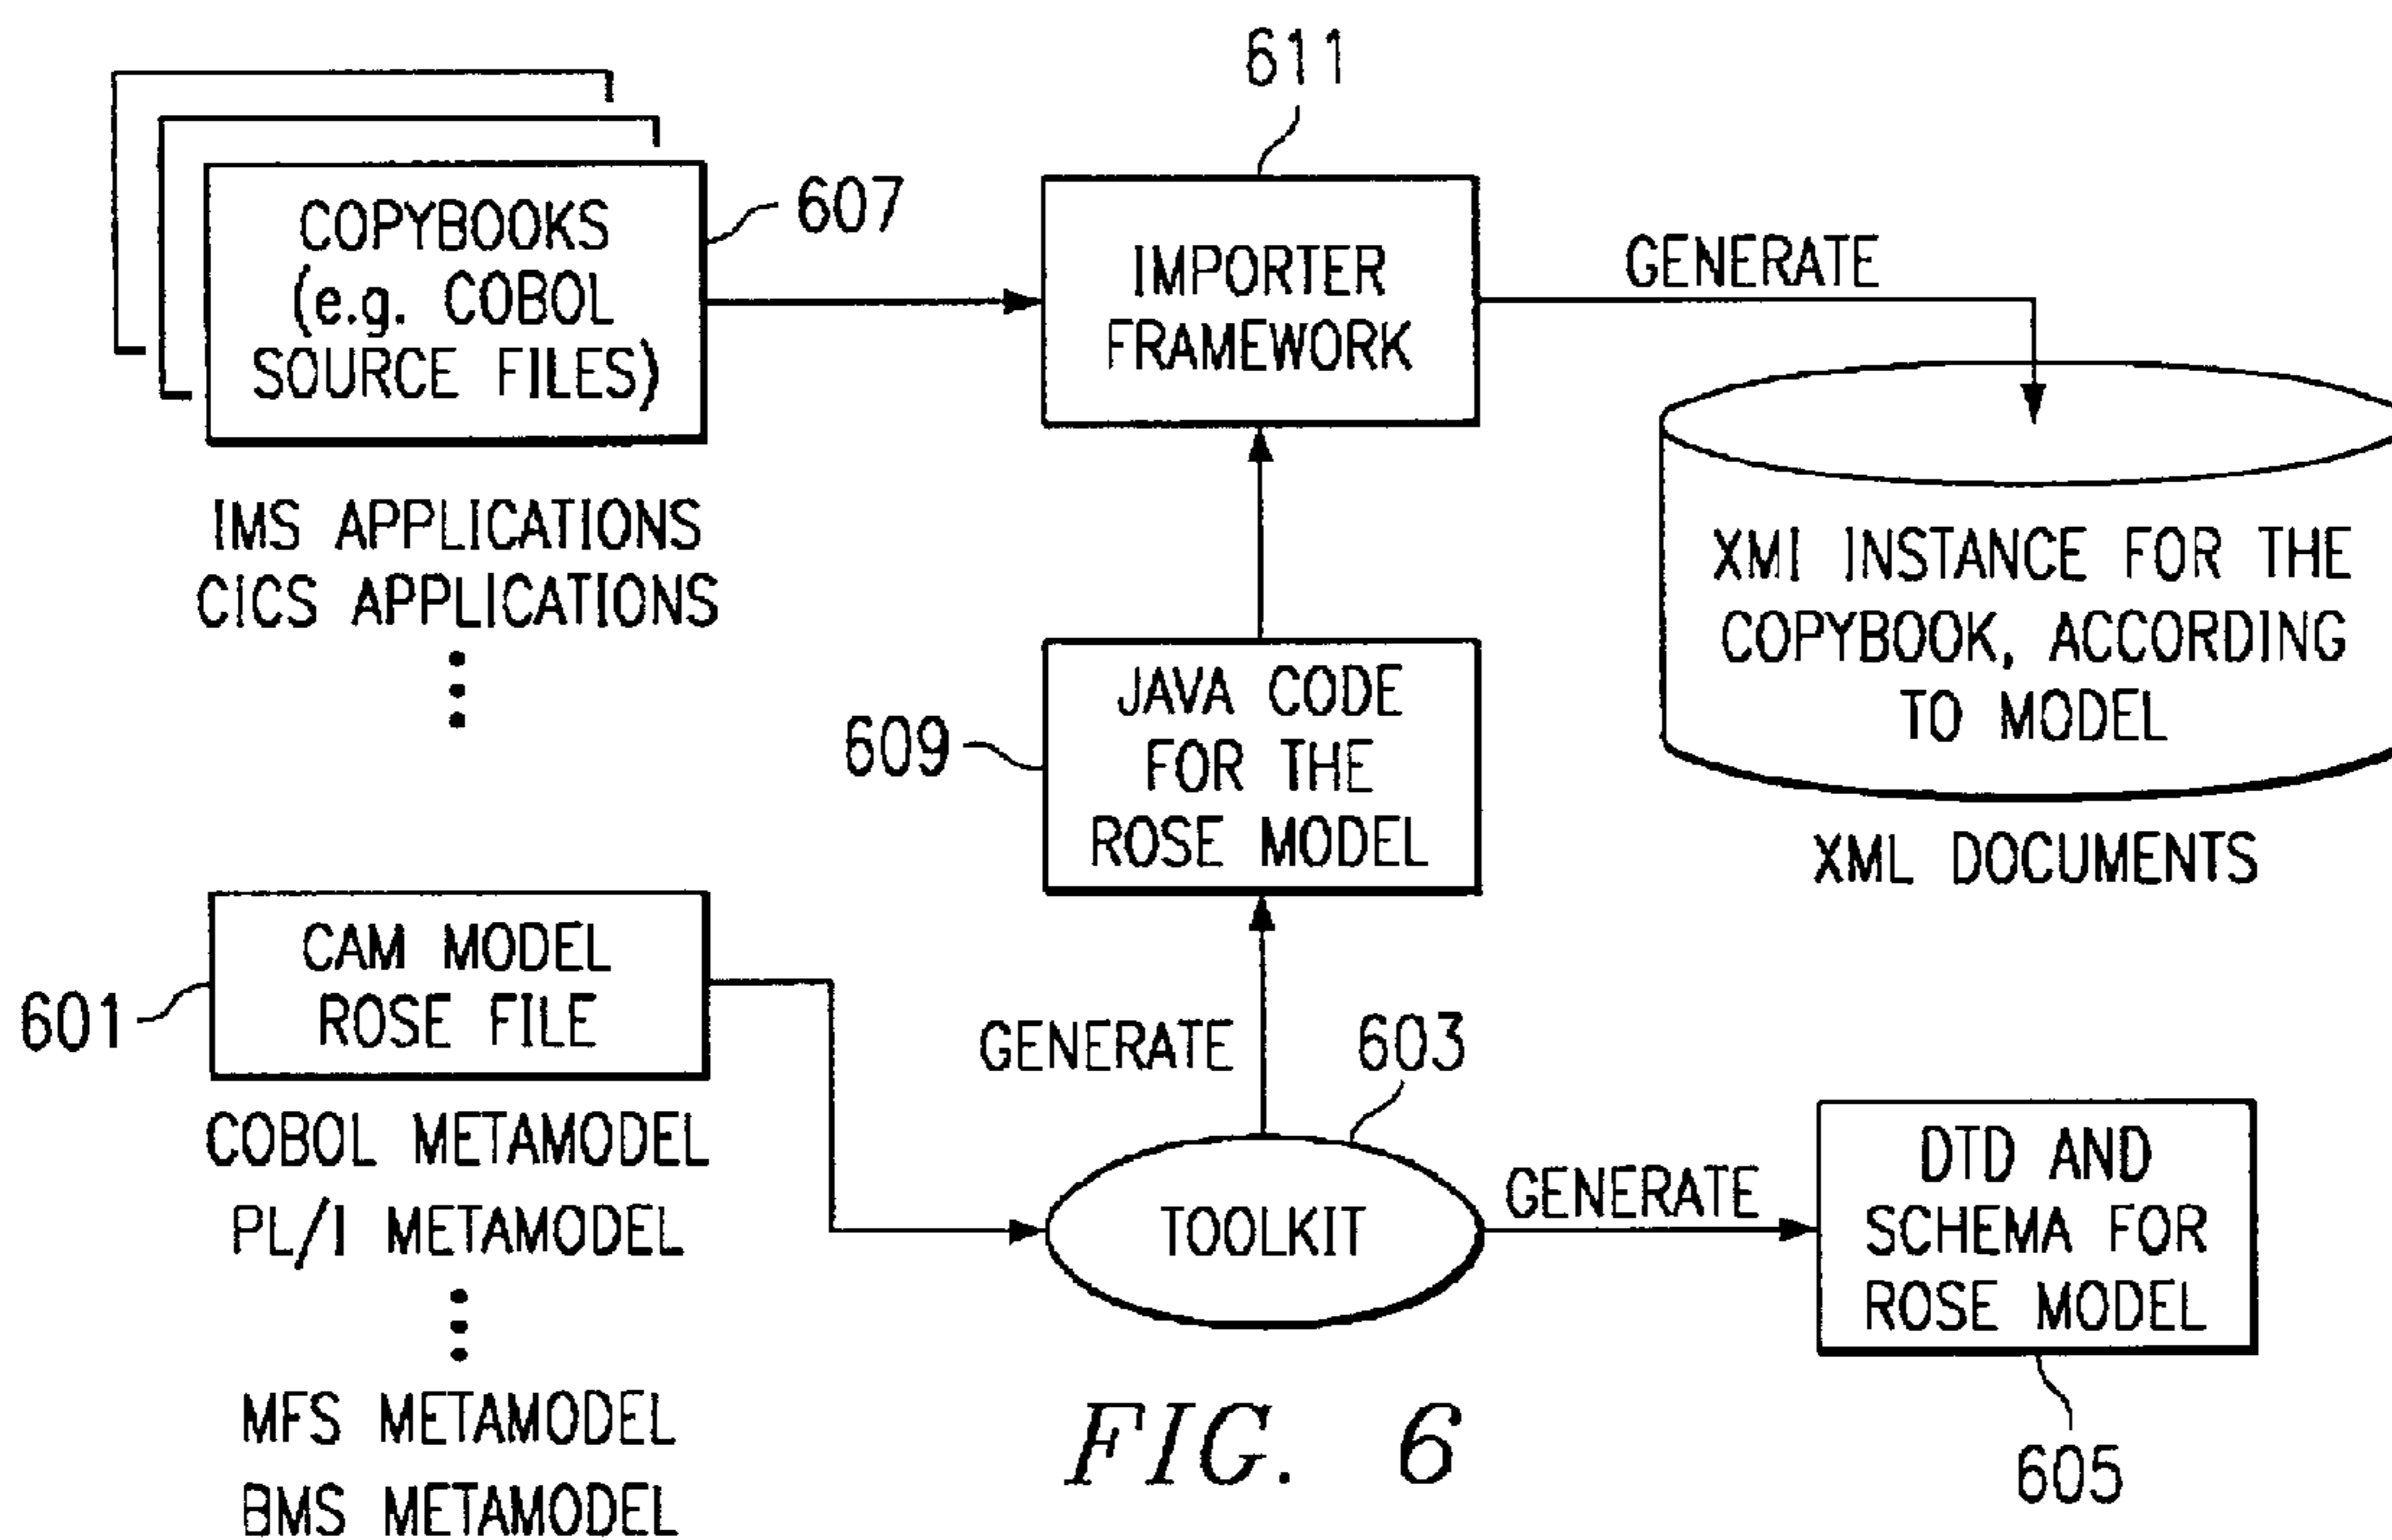 611
COPYBOOKS
(e.g. COBOL
SOURCE FILES)
607
IMPORTER
FRAMEWORK
GENERATE
IMS APPLICATIONS
CICS APPLICATIONS
XMI INSTANCE FOR THE
COPYBOOK, ACCORDING
TO MODEL
XML DOCUMENTS
609
JAVA CODE
FOR THE
ROSE MODEL
601
CAM MODEL
ROSE FILE
COBOL METAMODEL
PL/I METAMODEL
MFS METAMODEL
BMS METAMODEL
GENERATE
603
TOOLKIT
GENERATE
DTD AND
SCHEMA FOR
ROSE MODEL
605
FIG. 6